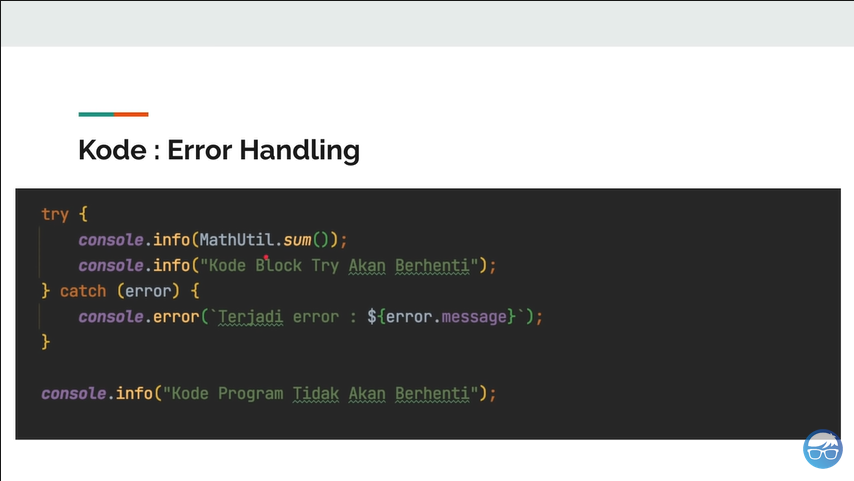 Kode : Error Handling
try {
    console.info(MathUtil.sum());
    console.info("Kode Block Try Akan Berhenti");
} catch (error) {
    console.error(`Terjadi error : ${error.message}`);
}
console.info("Kode Program Tidak Akan Berhenti");